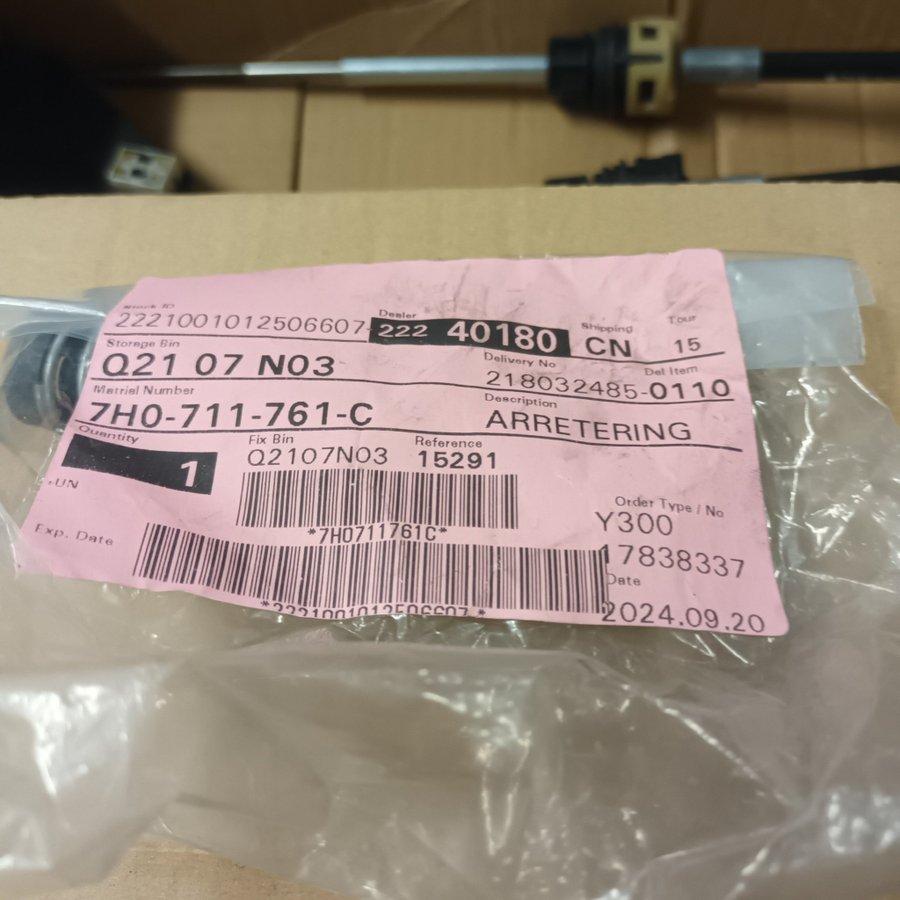 Stock ID
2221001012506607-
Dealer
222 40180
Shipping
CN
Tour
15
Storage Bin
Q21 07 N03
Delivery No
218032485-0110
Del Item
Matrial Number
7H0-711-761-C
Description
ARRETERING
Quantity
1
UN
Fix Bin
Q2107N03
Reference
15291
*7H0711761C*
Order Type / No
Y300
17838337
Exp. Date
Date
2024.09.20
*2221001012506607-*